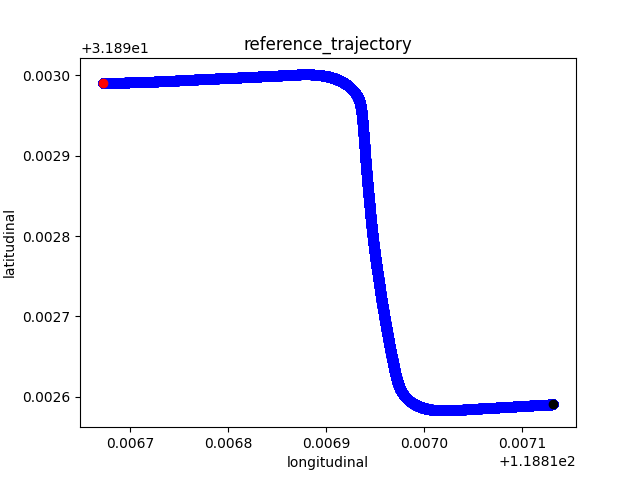 reference_trajectory
+3.189e1
0.0030
0.0029
0.0028
0.0027
0.0026
latitudinal
0.0067 0.0068 0.0069 0.0070 0.0071
longitudinal
+1.1881e2